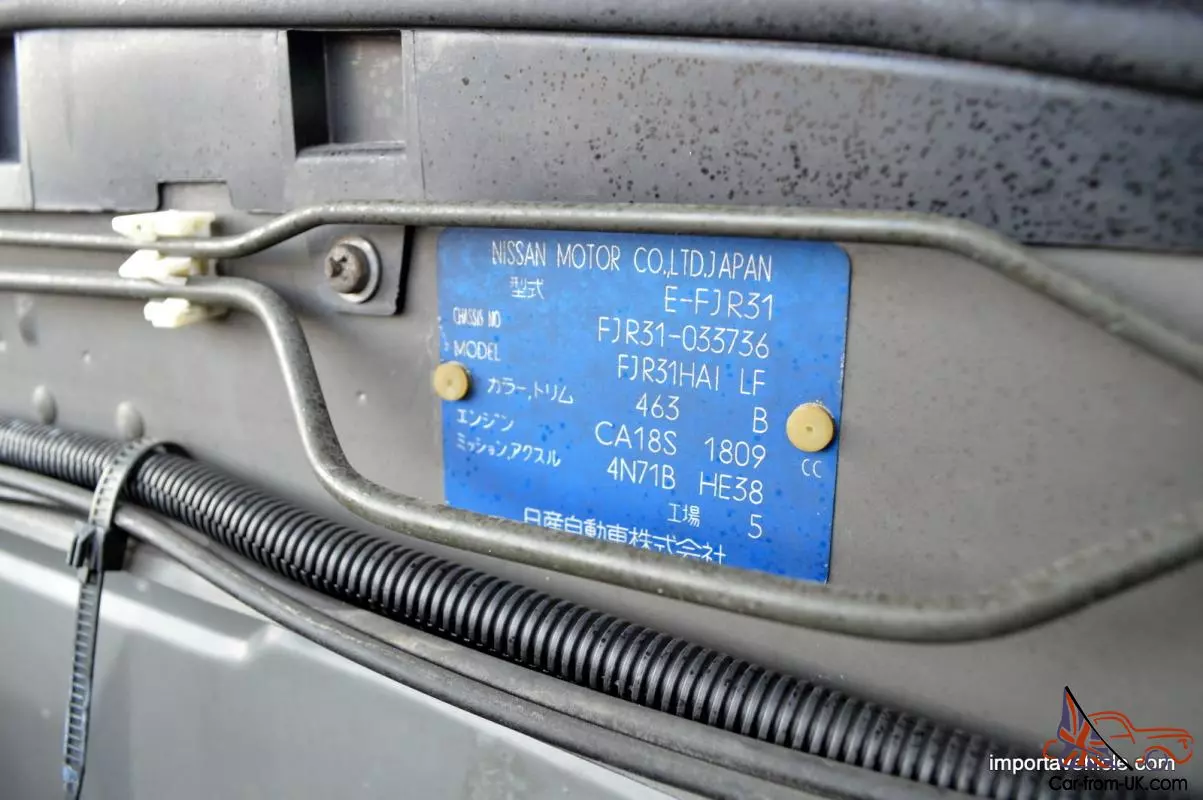 NISSAN MOTOR CO.,LTD.JAPAN
型式 E-FJR31
CHASSIS NO FJR31-033736
MODEL FJR31HAI LF
カラー,トリム 463 B
エンジン CA18S 1809 CC
ミッション,アクスル 4N71B HE38
工場 5
日産自動車株式会社
importavehicle.com
Car-from-UK.com